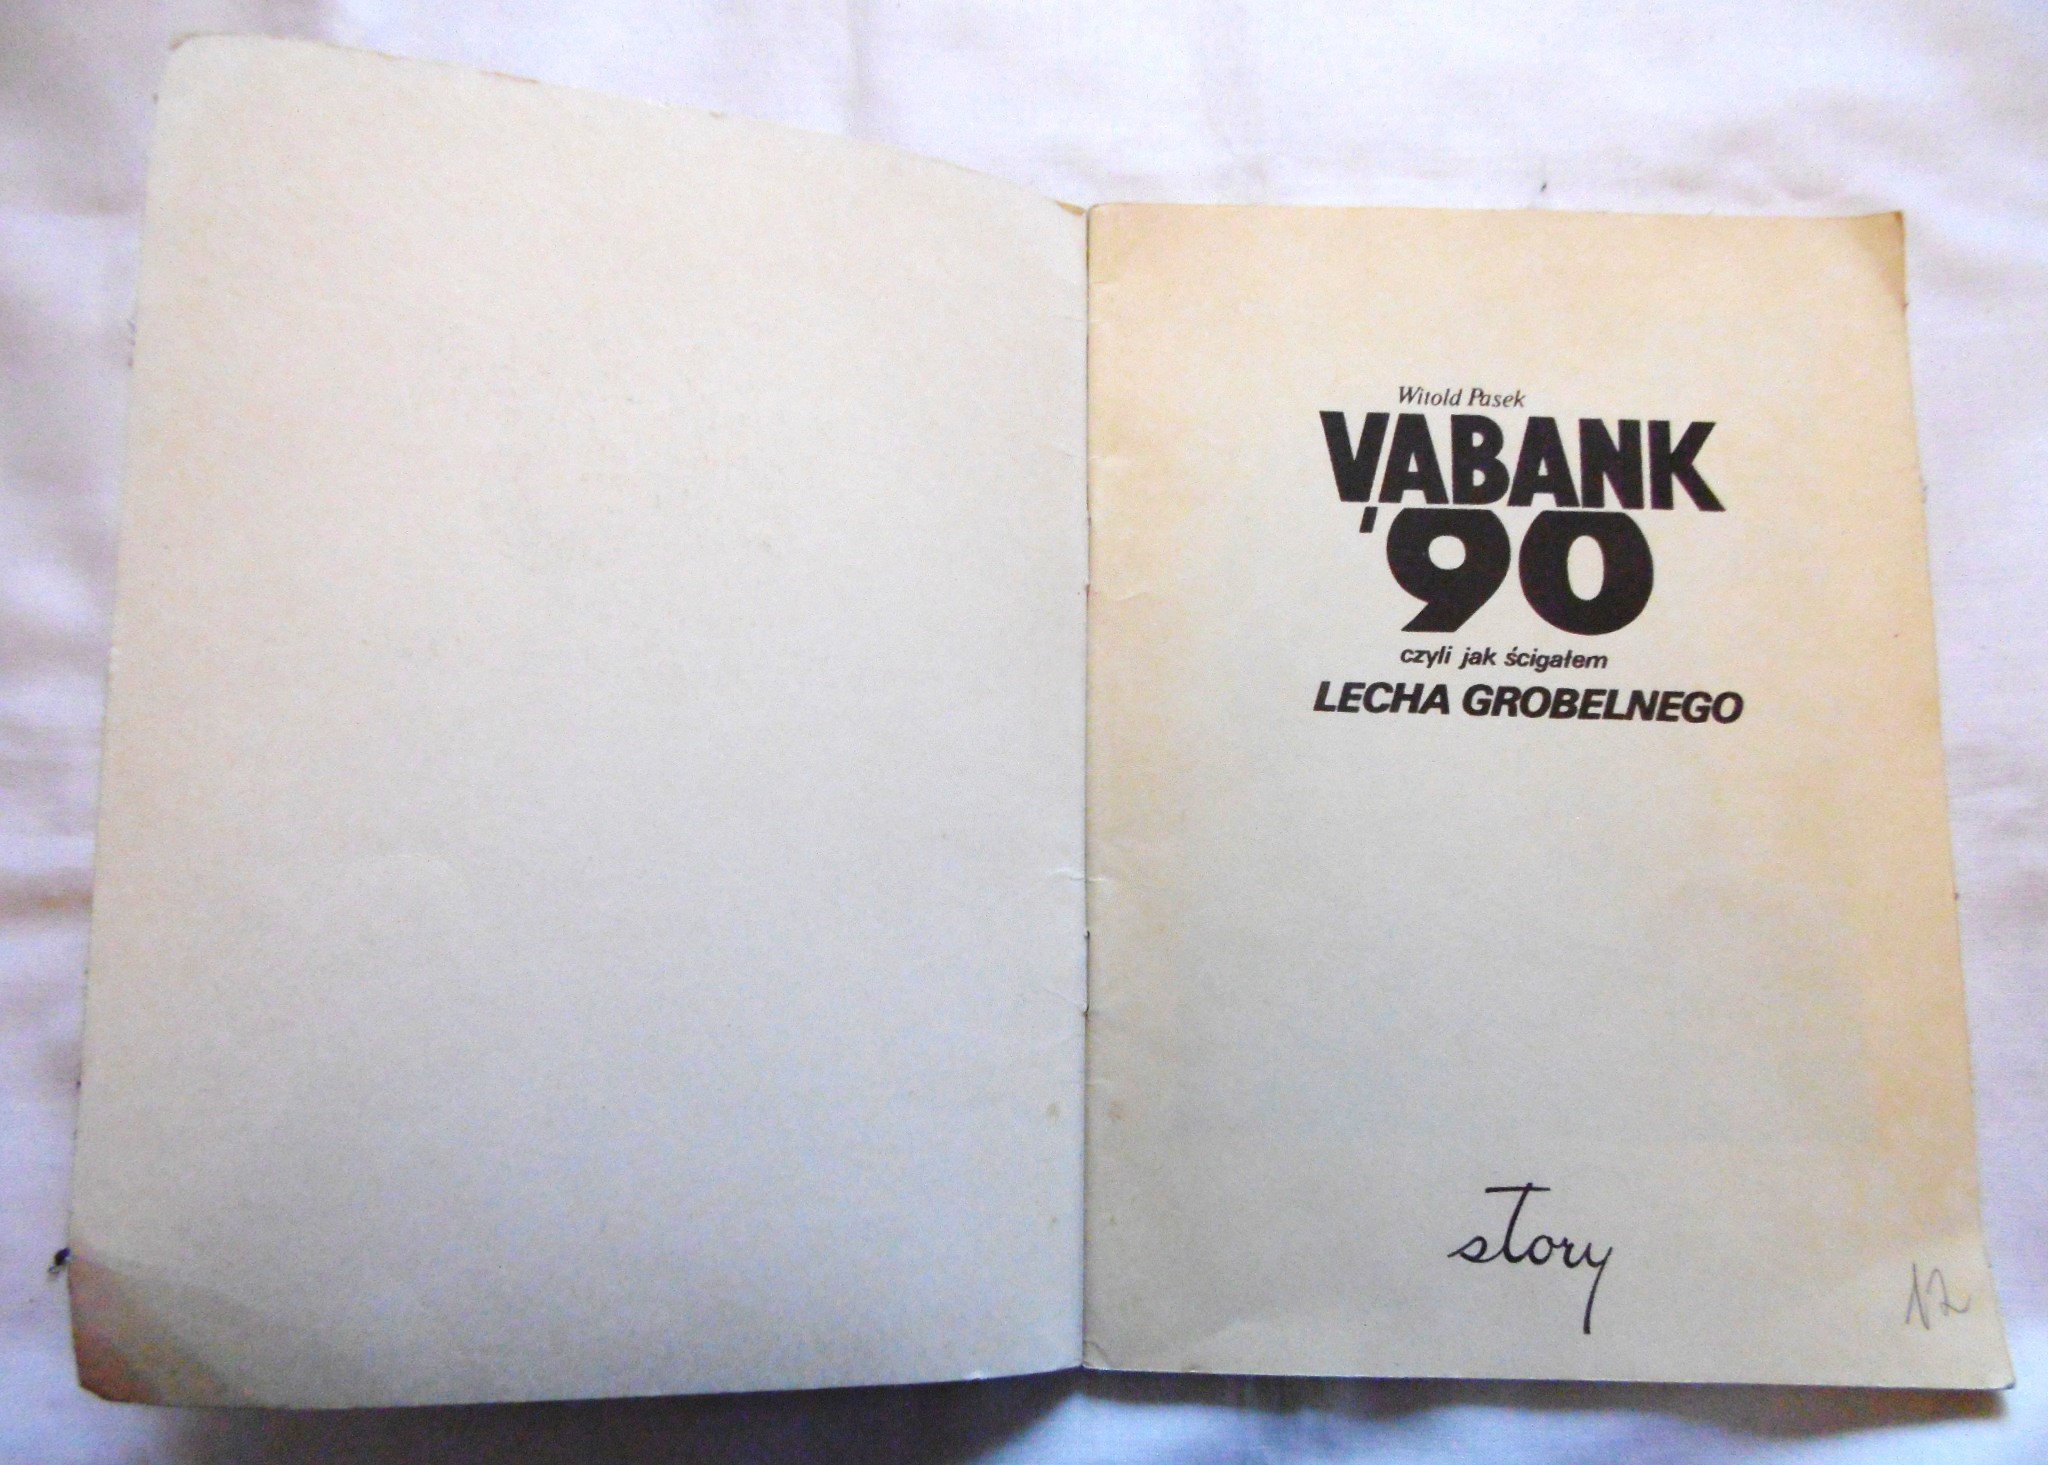 Witold Pasek
VABANK
'90
czyli jak ścigałem
LECHA GROBELNEGO
story
12